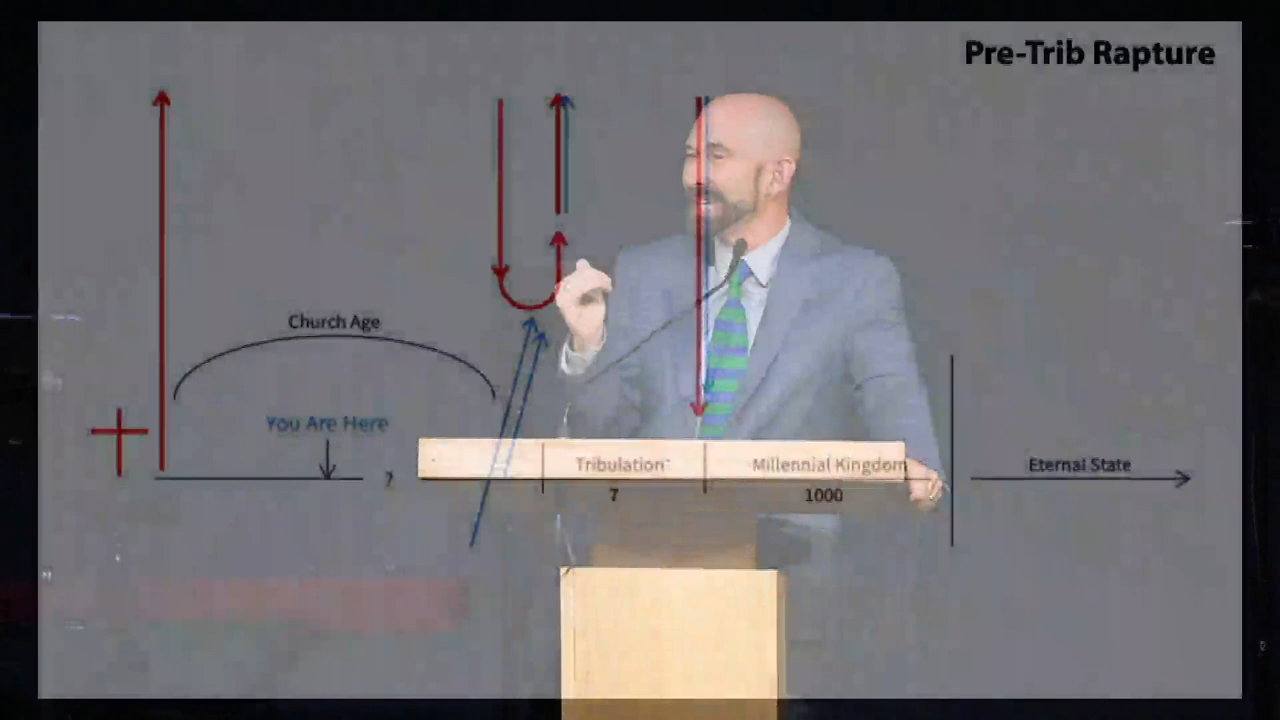 Pre-Trib Rapture
Church Age
You Are Here
?
Tribulation
Millennial Kingdom
Eternal State
7
1000